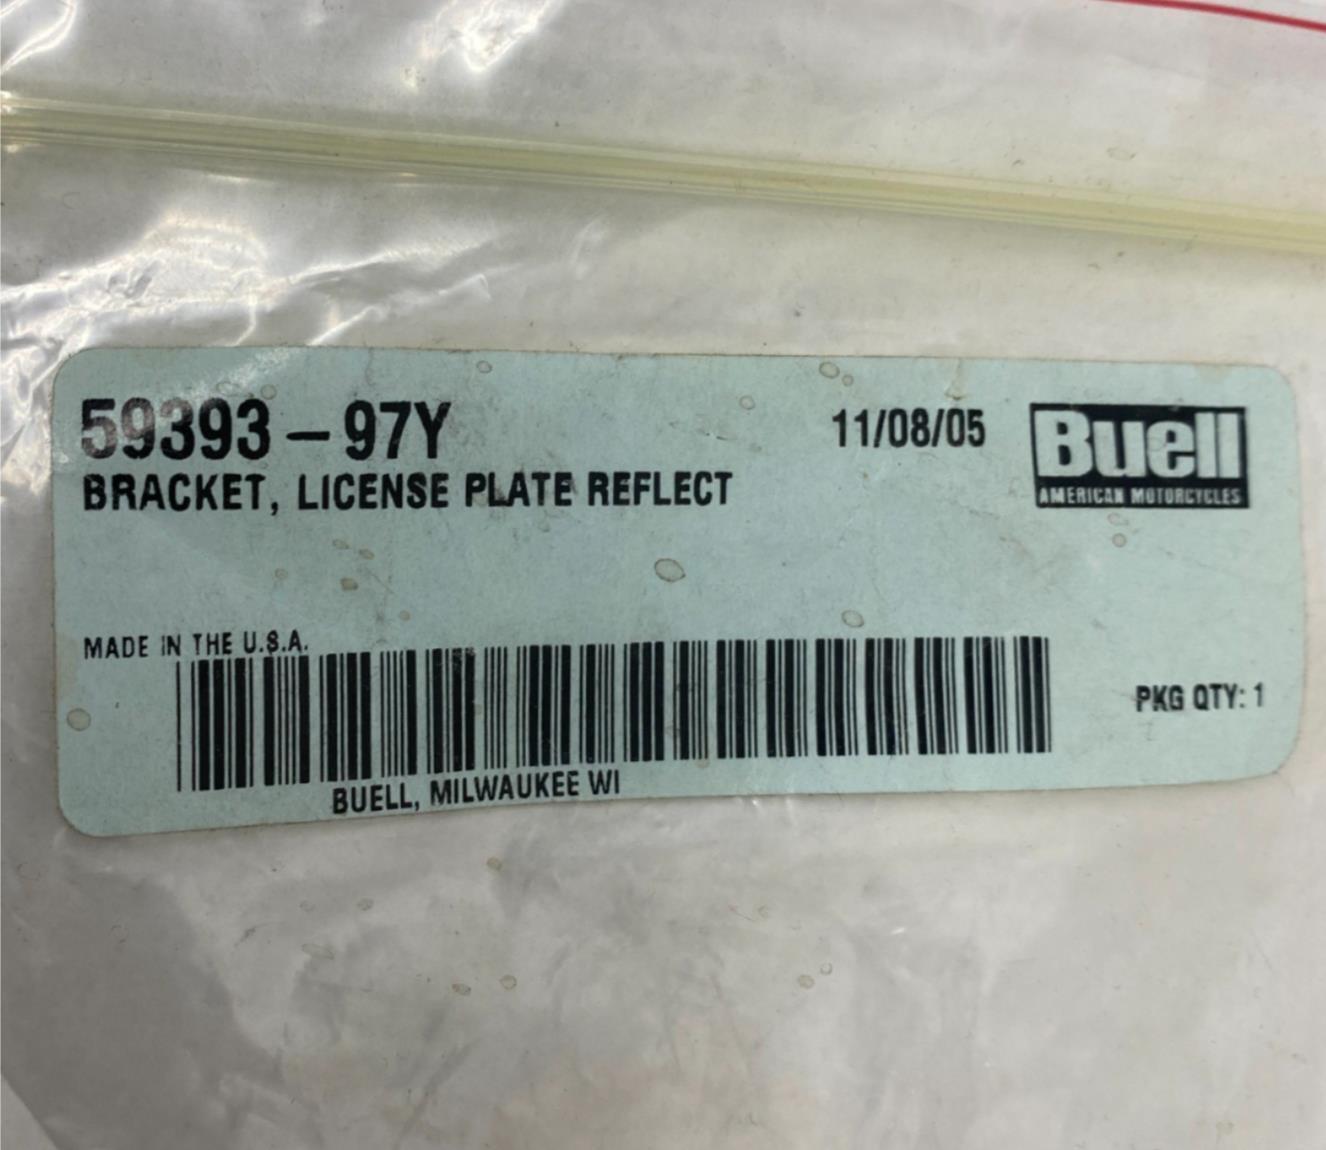 59393-97Y
11/08/05
Buell
AMERICAN MOTORCYCLES
BRACKET, LICENSE PLATE REFLECT
MADE IN THE U.S.A.
PKG QTY: 1
BUELL, MILWAUKEE WI